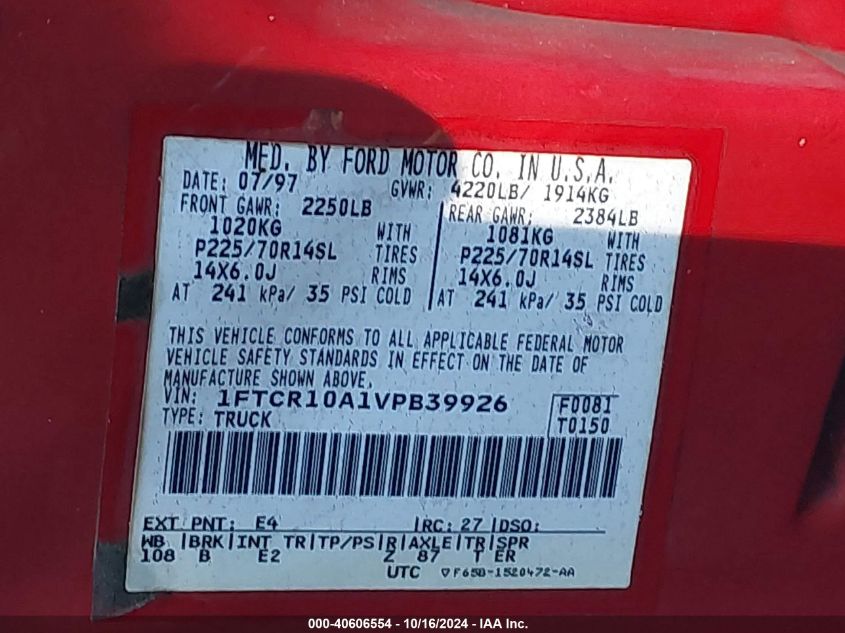 MFD. BY FORD MOTOR CO. IN U.S.A.
DATE: 07/97 GVWR: 4220LB/ 1914KG
FRONT GAWR: 2250LB REAR GAWR: 2384LB
1020KG WITH 1081KG WITH
P225/70R14SL TIRES P225/70R14SL TIRES
14X6.0J RIMS 14X6.0J RIMS
AT 241 kPa/ 35 PSI COLD AT 241 kPa/ 35 PSI COLD
THIS VEHICLE CONFORMS TO ALL APPLICABLE FEDERAL MOTOR
VEHICLE SAFETY STANDARDS IN EFFECT ON THE DATE OF
MANUFACTURE SHOWN ABOVE.
VIN: 1FTCR10A1VPB39926 F0081
TYPE: TRUCK T0150
EXT PNT: E4 |RC: 27 |DSO:
WB |BRK|INT TR|TP/PS|R|AXLE|TR|SPR
108 B E2 Z 87 T ER
UTC ▽F65B-1520472-AA
000-40606554 - 10/16/2024 - IAA Inc.